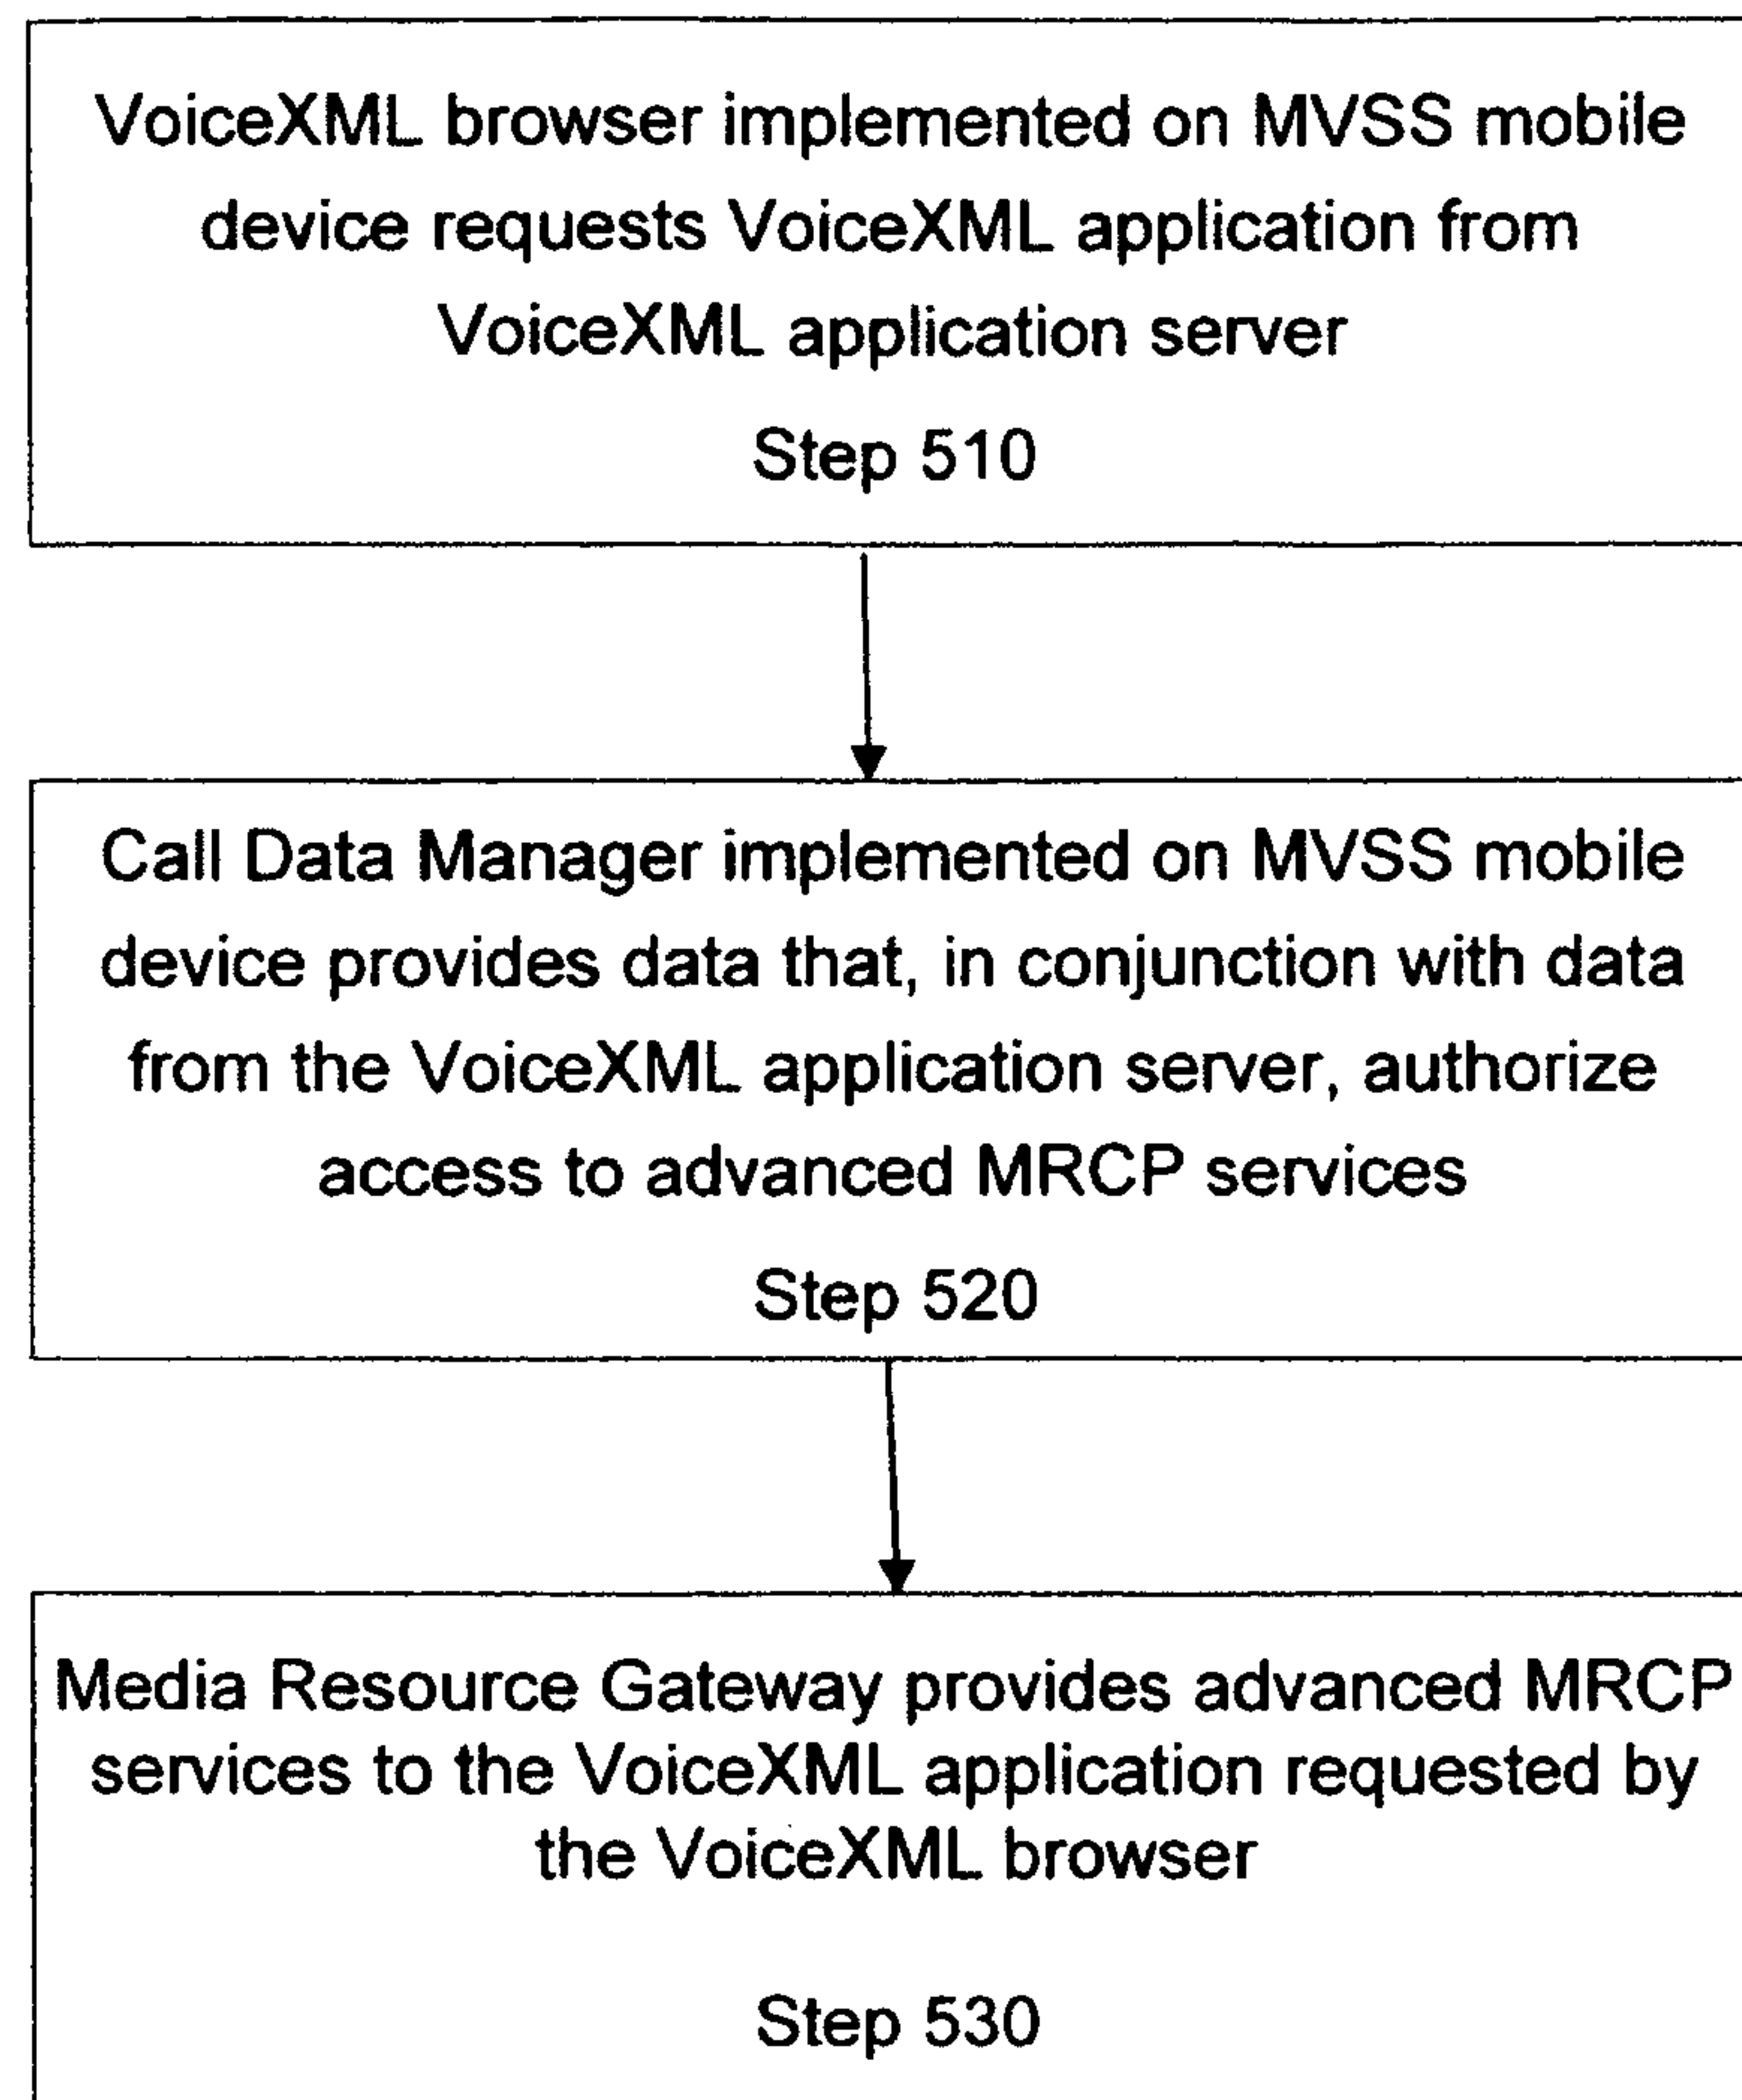 VoiceXML browser implemented on MVSS mobile
device requests VoiceXML application from
VoiceXML application server
Step 510
Call Data Manager implemented on MVSS mobile
device provides data that, in conjunction with data
from the VoiceXML application server, authorize
access to advanced MRCP services
Step 520
Media Resource Gateway provides advanced MRCP
services to the VoiceXML application requested by
the VoiceXML browser
Step 530